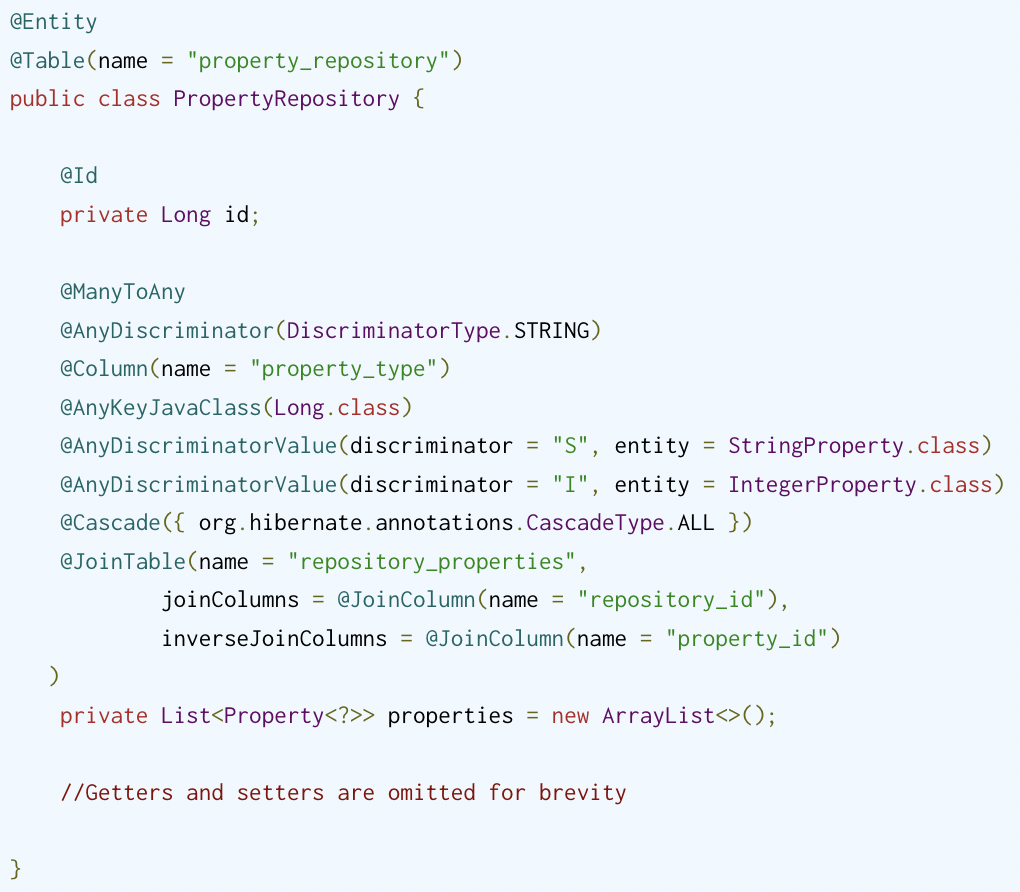 @Entity
@Table(name = "property_repository")
public class PropertyRepository {
    @Id
    private Long id;
    @ManyToAny
    @AnyDiscriminator(DiscriminatorType.STRING)
    @Column(name = "property_type")
    @AnyKeyJavaClass(Long.class)
    @AnyDiscriminatorValue(discriminator = "S", entity = StringProperty.class)
    @AnyDiscriminatorValue(discriminator = "I", entity = IntegerProperty.class)
    @Cascade({ org.hibernate.annotations.CascadeType.ALL })
    @JoinTable(name = "repository_properties",
            joinColumns = @JoinColumn(name = "repository_id"),
            inverseJoinColumns = @JoinColumn(name = "property_id")
   )
    private List<Property<?>> properties = new ArrayList<>();
    //Getters and setters are omitted for brevity
}